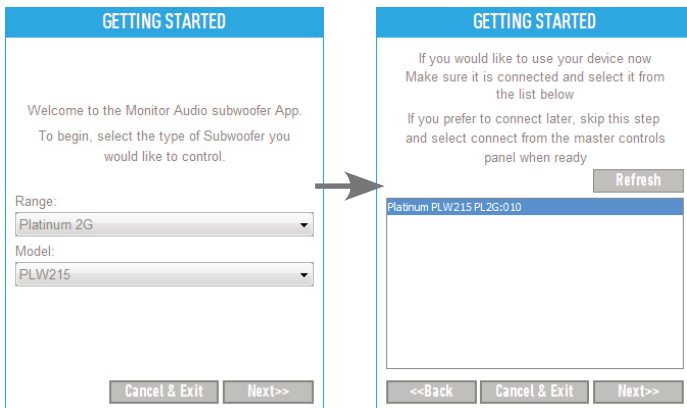 GETTING STARTED
Welcome to the Monitor Audio subwoofer App.
To begin, select the type of Subwoofer you
would like to control.
Range:
Platinum 2G
Model:
PLW215
Cancel & Exit
Next>>
GETTING STARTED
If you would like to use your device now
Make sure it is connected and select it from
the list below
If you prefer to connect later, skip this step
and select connect from the master controls
panel when ready
Refresh
Platinum PLW215 PL2G:010
<<Back
Cancel & Exit
Next>>